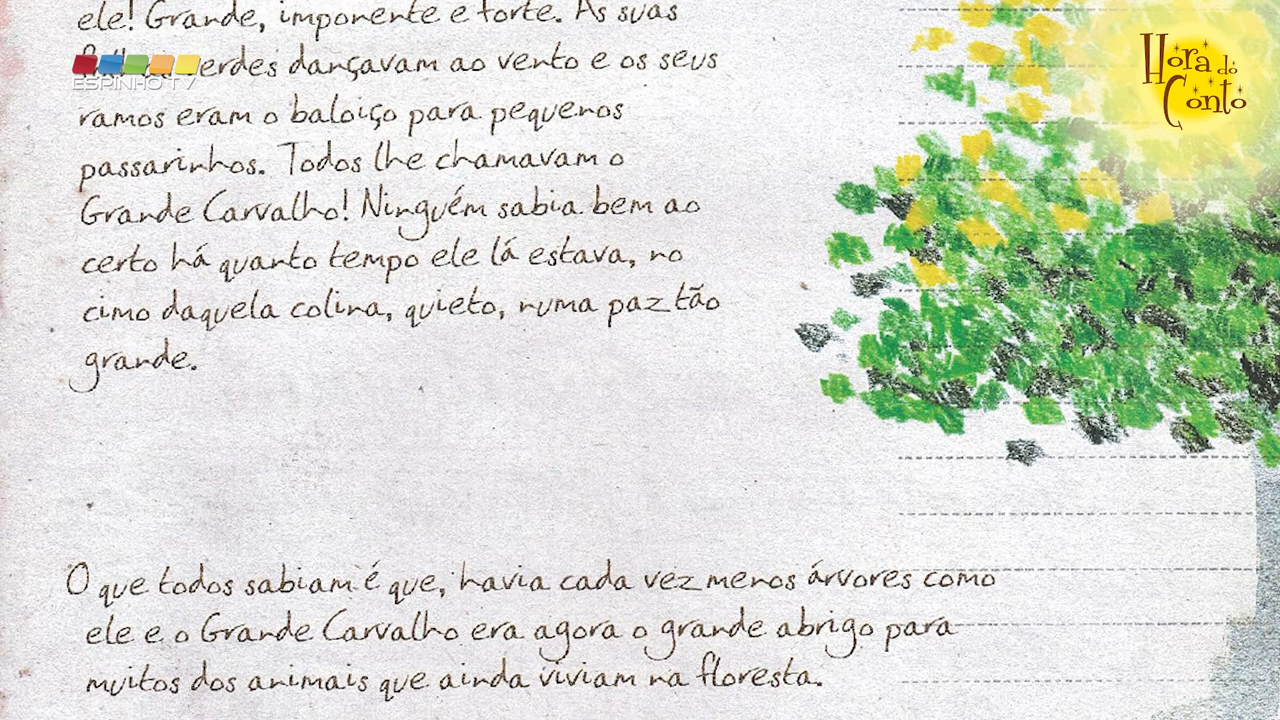 ele! Grande, imponente e forte. As suas
verdes dançavam ao vento e os seus
ESPINHO TV
ramos eram o baloiço para pequenos
passarinhos. Todos lhe chamavam o
Grande Carvalho! Ninguém sabia bem ao
certo há quanto tempo ele lá estava, no
cimo daquela colina, quieto, numa paz tão
grande.
O que todos sabiam é que, havia cada vez menos árvores como
ele e o Grande Carvalho era agora o grande abrigo para
muitos dos animais que ainda viviam na floresta.
Hora do
Conto